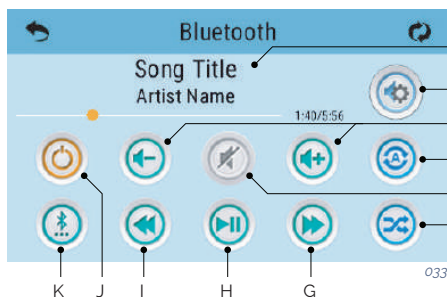 Bluetooth
Song Title
Artist Name
1:40/5:56
A
033
K J I H G